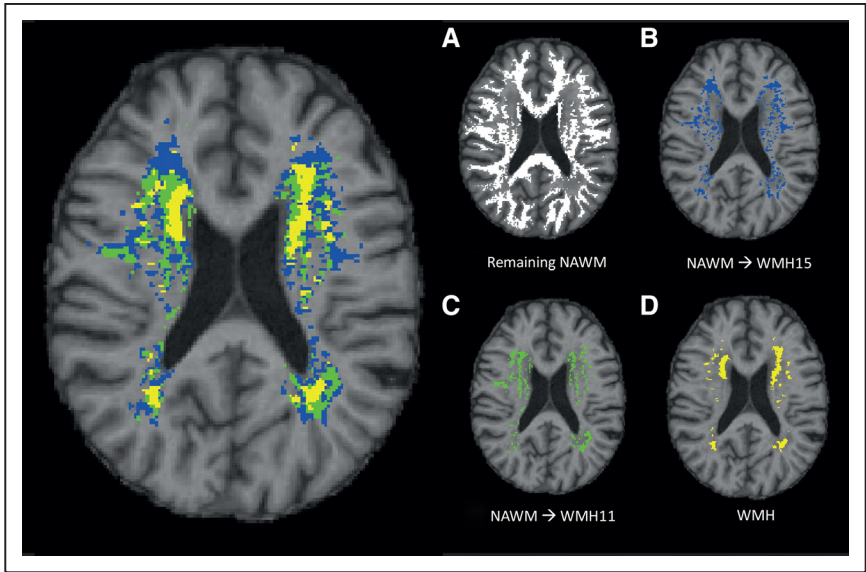 A
B
Remaining NAWM
NAWM → WMH15
C
D
NAWM → WMH11
WMH